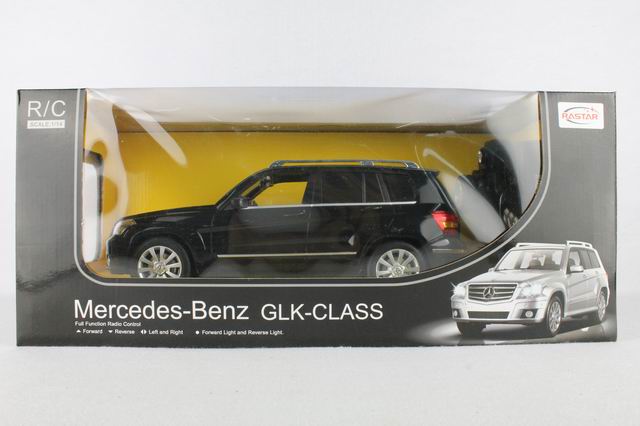 R/C
SCALE:1/14
RASTAR
Mercedes-Benz GLK-CLASS
Full Function Radio Control
▲ Forward ▼ Reverse ◀▶ Left and Right ● Forward Light and Reverse Light.